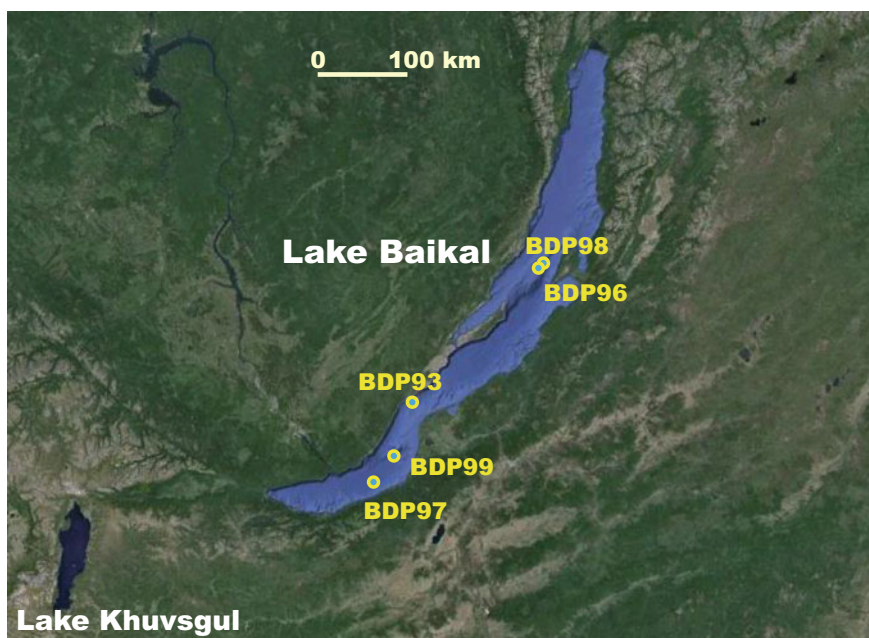 0 100 km
Lake Baikal
BDP98
BDP96
BDP93
BDP99
BDP97
Lake Khuvsgul